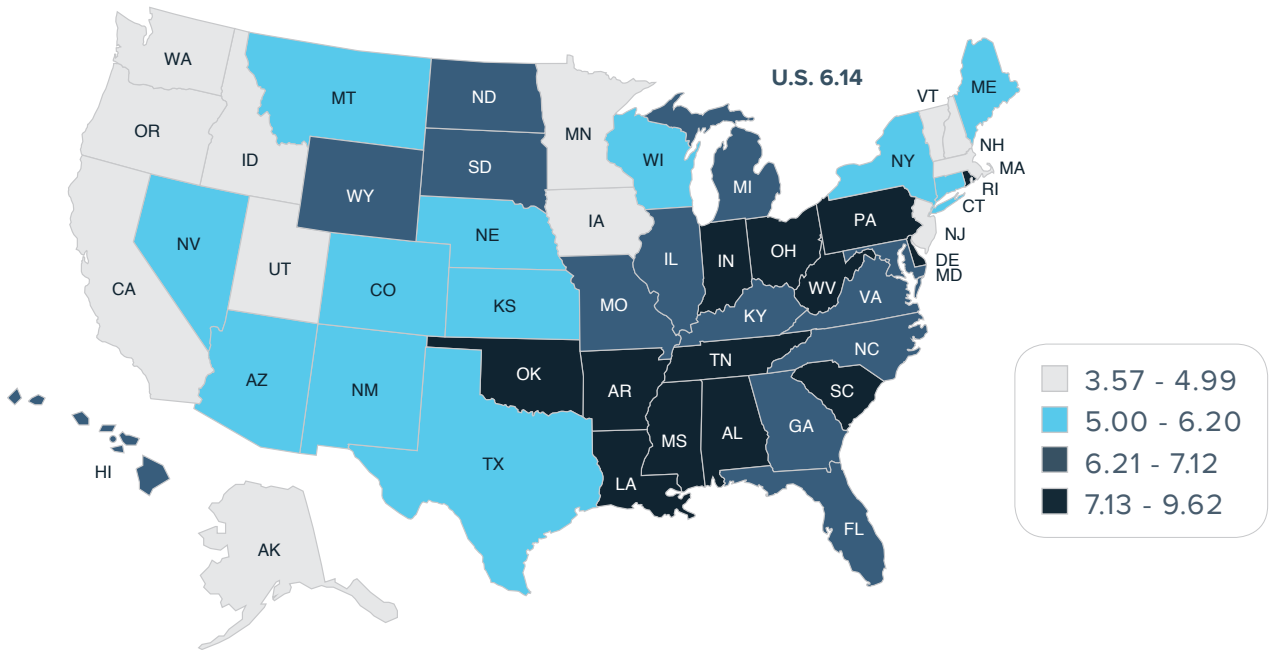 U.S. 6.14
WA
OR
CA
ID
NV
MT
WY
UT
AZ
CO
NM
ND
SD
NE
KS
OK
TX
MN
IA
MO
AR
LA
WI
IL
MI
IN
OH
KY
TN
MS
AL
GA
FL
SC
NC
VA
WV
PA
NY
VT
ME
NH
MA
RI
CT
NJ
DE
MD
HI
AK
3.57 - 4.99
5.00 - 6.20
6.21 - 7.12
7.13 - 9.62